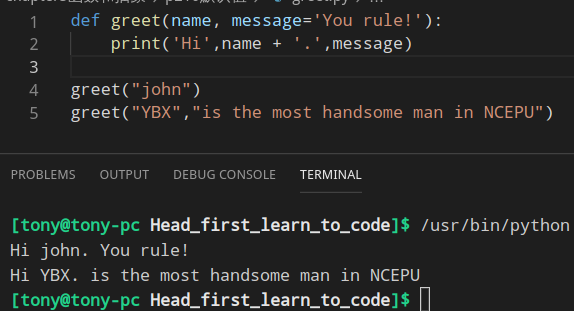 1 def greet(name, message='You rule!'):
2 print('Hi',name + '.',message)
3
4 greet("john")
5 greet("YBX","is the most handsome man in NCEPU")
PROBLEMS OUTPUT DEBUG CONSOLE TERMINAL
[tony@tony-pc Head_first_learn_to_code]$ /usr/bin/python
Hi john. You rule!
Hi YBX. is the most handsome man in NCEPU
[tony@tony-pc Head_first_learn_to_code]$